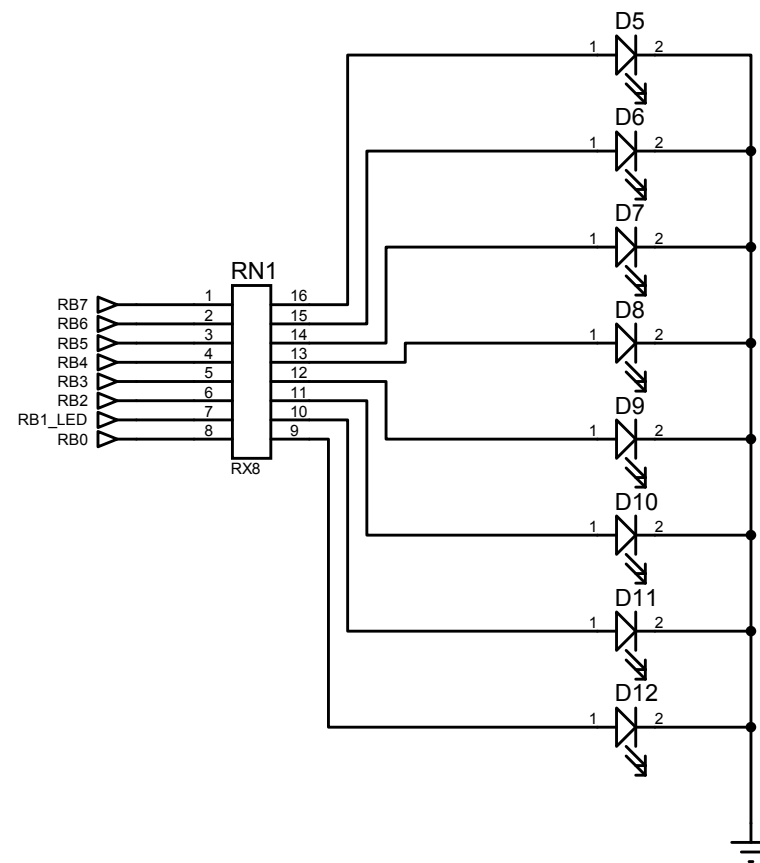 D5
1 2
D6
1 2
D7
1 2
RN1
RB7 1 16
RB6 2 15
RB5 3 14
RB4 4 13
RB3 5 12
RB2 6 11
RB1_LED 7 10
RB0 8 9
RX8
D8
1 2
D9
1 2
D10
1 2
D11
1 2
D12
1 2